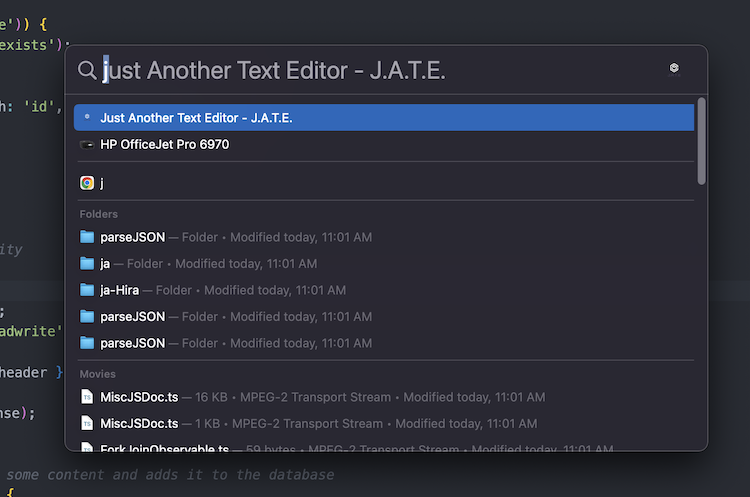 e')) {
exists');
just Another Text Editor - J.A.T.E.
Just Another Text Editor - J.A.T.E.
h: 'id',
HP OfficeJet Pro 6970
j
Folders
parseJSON — Folder • Modified today, 11:01 AM
ity
ja — Folder • Modified today, 11:01 AM
ja-Hira — Folder • Modified today, 11:01 AM
;
parseJSON — Folder • Modified today, 11:01 AM
adwrite'
parseJSON — Folder • Modified today, 11:01 AM
header }
Movies
TS MiscJSDoc.ts — 16 KB • MPEG-2 Transport Stream • Modified today, 11:01 AM
nse);
TS MiscJSDoc.ts — 1 KB • MPEG-2 Transport Stream • Modified today, 11:01 AM
TS ForkJoinObservable.ts — 59 bytes • MPEG-2 Transport Stream • Modified today, 11:01 AM
some content and adds it to the database
{